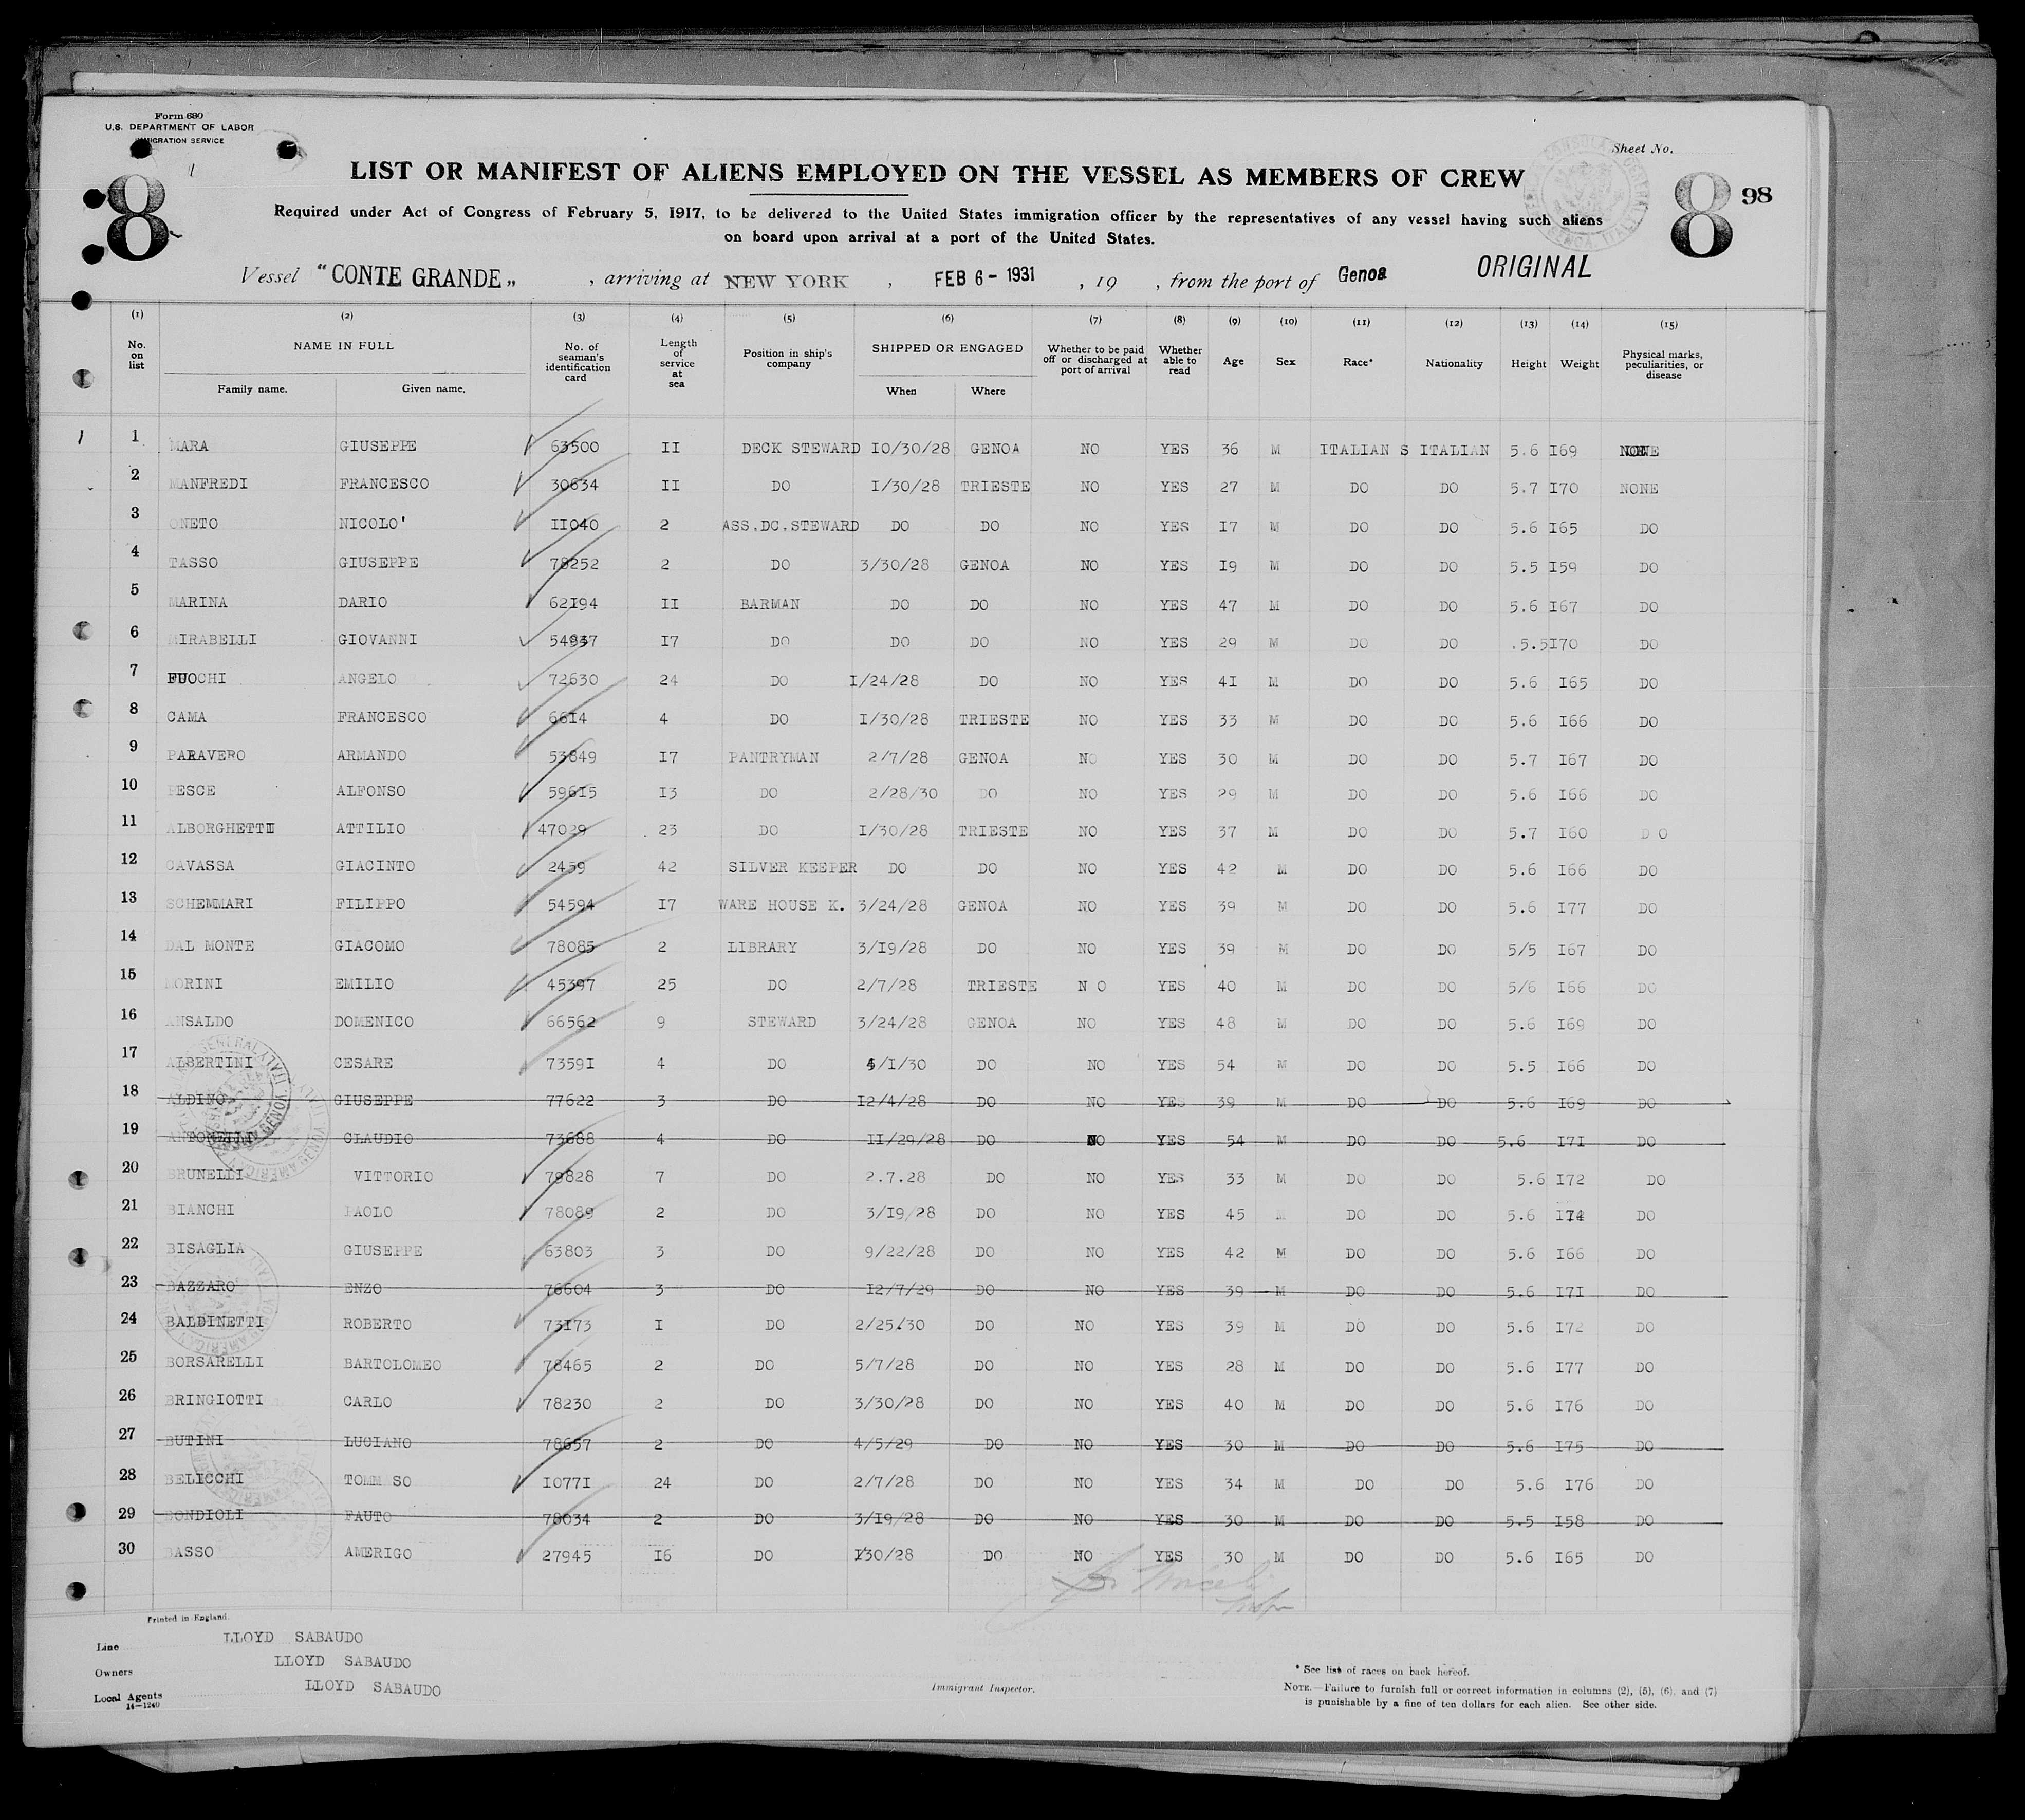 Form 680
U.S. DEPARTMENT OF LABOR
IMMIGRATION SERVICE
Sheet No.
8
8 98
LIST OR MANIFEST OF ALIENS EMPLOYED ON THE VESSEL AS MEMBERS OF CREW
Required under Act of Congress of February 5, 1917, to be delivered to the United States immigration officer by the representatives of any vessel having such aliens
on board upon arrival at a port of the United States.
ORIGINAL
Vessel "CONTE GRANDE" , arriving at NEW YORK , FEB 6 - 1931 , 19 , from the port of Genoa
(1) (2) (3) (4) (5) (6) (7) (8) (9) (10) (11) (12) (13) (14) (15)
No. on list NAME IN FULL Family name. Given name. No. of seaman's identification card Length of service at sea Position in ship's company SHIPPED OR ENGAGED When Where Whether to be paid off or discharged at port of arrival Whether able to read Age Sex Race* Nationality Height Weight Physical marks, peculiarities, or disease
1 MARA GIUSEPPE 63500 II DECK STEWARD IO/30/28 GENOA NO YES 36 M ITALIAN S ITALIAN 5.6 I69 NONE
2 MANFREDI FRANCESCO 30634 II DO I/30/28 TRIESTE NO YES 27 M DO DO 5.7 I70 NONE
3 ONETO NICOLO' II040 2 ASS.DC.STEWARD DO DO NO YES I7 M DO DO 5.6 I65 DO
4 TASSO GIUSEPPE 78252 2 DO 3/30/28 GENOA NO YES I9 M DO DO 5.5 I59 DO
5 MARINA DARIO 62I94 II BARMAN DO DO NO YES 47 M DO DO 5.6 I67 DO
6 MIRABELLI GIOVANNI 54937 I7 DO DO DO NO YES 29 M DO DO .5.5 I70 DO
7 FUOCHI ANGELO 72630 24 DO I/24/28 DO NO YES 4I M DO DO 5.6 I65 DO
8 CAMA FRANCESCO 66I4 4 DO I/30/28 TRIESTE NO YES 33 M DO DO 5.6 I66 DO
9 PARAVERO ARMANDO 53849 I7 PANTRYMAN 2/7/28 GENOA NO YES 30 M DO DO 5.7 I67 DO
10 PESCE ALFONSO 596I5 I3 DO 2/28/30 DO NO YES 29 M DO DO 5.6 I66 DO
11 ALBORGHETTI ATTILIO 47029 23 DO I/30/28 TRIESTE NO YES 37 M DO DO 5.7 I60 D O
12 CAVASSA GIACINTO 2459 42 SILVER KEEPER DO DO NO YES 42 M DO DO 5.6 I66 DO
13 SCHEMMARI FILIPPO 54594 I7 WARE HOUSE K. 3/24/28 GENOA NO YES 39 M DO DO 5.6 I77 DO
14 DAL MONTE GIACOMO 78085 2 LIBRARY 3/I9/28 DO NO YES 39 M DO DO 5/5 I67 DO
15 MORINI EMILIO 45397 25 DO 2/7/28 TRIESTE N O YES 40 M DO DO 5/6 I66 DO
16 ANSALDO DOMENICO 66562 9 STEWARD 3/24/28 GENOA NO YES 48 M DO DO 5.6 I69 DO
17 ALBERTINI CESARE 7359I 4 DO /I/30 DO NO YES 54 M DO DO 5.5 I66 DO
18 ALDINO GIUSEPPE 77622 3 DO I2/4/28 DO NO YES 39 M DO DO 5.6 I69 DO
19 ANTONELLI CLAUDIO 73688 4 DO II/29/28 DO NO YES 54 M DO DO 5.6 I7I DO
20 BRUNELLI VITTORIO 79828 7 DO 2.7.28 DO NO YES 33 M DO DO 5.6 I72 DO
21 BIANCHI PAOLO 78089 2 DO 3/I9/28 DO NO YES 45 M DO DO 5.6 I74 DO
22 BISAGLIA GIUSEPPE 63803 3 DO 9/22/28 DO NO YES 42 M DO DO 5.6 I66 DO
23 BAZZARO ENZO 76604 3 DO I2/7/29 DO NO YES 39 M DO DO 5.6 I7I DO
24 BALDINETTI ROBERTO 73I73 I DO 2/25/30 DO NO YES 39 M DO DO 5.6 I72 DO
25 BORSARELLI BARTOLOMEO 78465 2 DO 5/7/28 DO NO YES 28 M DO DO 5.6 I77 DO
26 BRINGIOTTI CARLO 78230 2 DO 3/30/28 DO NO YES 40 M DO DO 5.6 I76 DO
27 BUTINI LUCIANO 78657 2 DO 4/5/29 DO NO YES 30 M DO DO 5.6 I75 DO
28 BELICCHI TOMM SO I077I 24 DO 2/7/28 DO NO YES 34 M DO DO 5.6 I76 DO
29 BONDIOLI FAUTO 78034 2 DO 3/I9/28 DO NO YES 30 M DO DO 5.5 I58 DO
30 BASSO AMERIGO 27945 I6 DO I/30/28 DO NO YES 30 M DO DO 5.6 I65 DO
Printed in England.
Line LLOYD SABAUDO
Owners LLOYD SABAUDO
Local Agents LLOYD SABAUDO
14—1240
Immigrant Inspector.
* See list of races on back hereof.
NOTE.—Failure to furnish full or correct information in columns (2), (5), (6), and (7)
is punishable by a fine of ten dollars for each alien. See other side.